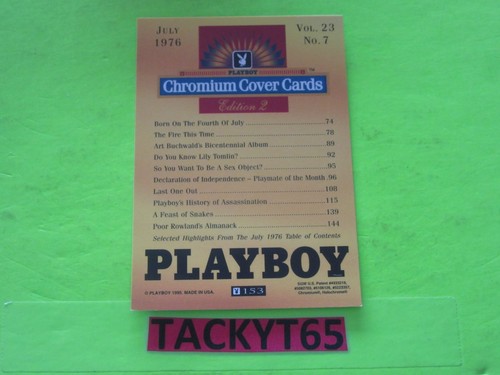 JULY
1976
VOL. 23
NO. 7
PLAYBOY
Chromium Cover Cards
Edition 2
Born On The Fourth Of July 74
The Fire This Time 78
Art Buchwald's Bicentennial Album 89
Do You Know Lily Tomlin? 92
So You Want To Be A Sex Object? 95
Declaration of Independence – Playmate of the Month 96
Last One Out 108
Playboy's History of Assassination 115
A Feast of Snakes 139
Poor Rowland's Almanack 144
Selected Highlights From The July 1976 Table of Contents
PLAYBOY
© PLAYBOY 1995. MADE IN USA.
153
TACKYT65